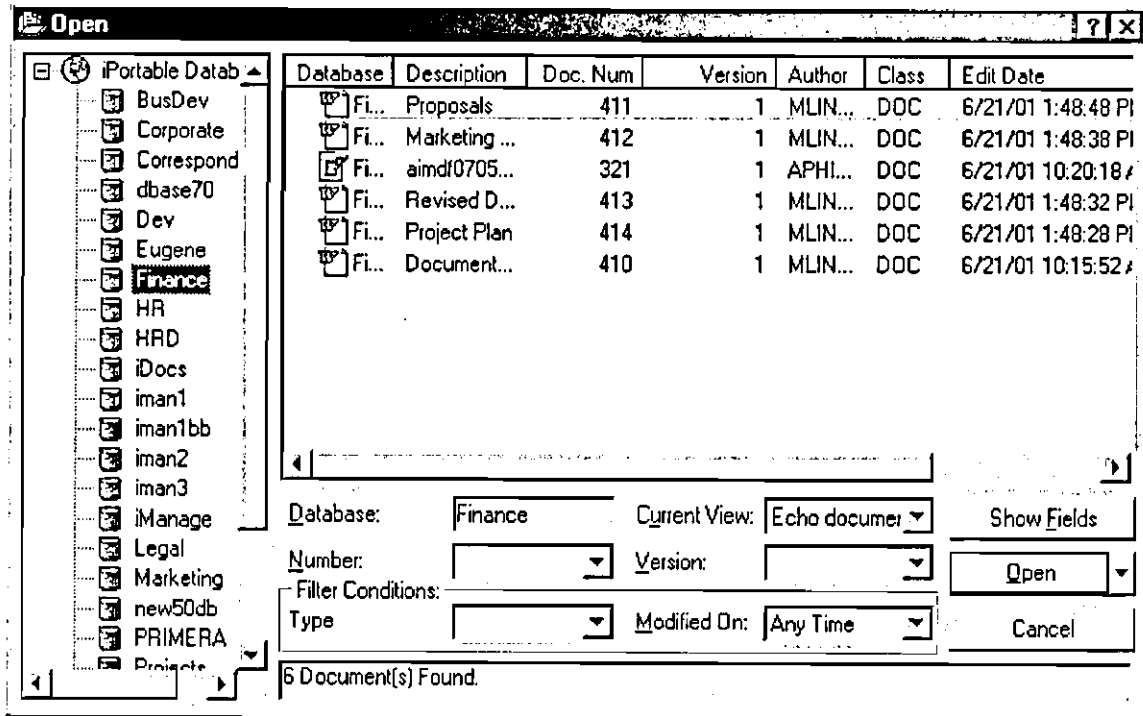 Open
iPortable Datab
BusDev
Corporate
Correspond
dbase70
Dev
Eugene
Finance
HR
HRD
iDocs
iman1
iman1bb
iman2
iman3
iManage
Legal
Marketing
new50db
PRIMERA
Projects
Database Description Doc. Num Version Author Class Edit Date
Fi... Proposals 411 1 MLIN... DOC 6/21/01 1:48:48 P
Fi... Marketing ... 412 1 MLIN... DOC 6/21/01 1:48:38 P
Fi... aimdf0705... 321 1 APHI... DOC 6/21/01 10:20:18 A
Fi... Revised D... 413 1 MLIN... DOC 6/21/01 1:48:32 P
Fi... Project Plan 414 1 MLIN... DOC 6/21/01 1:48:28 P
Fi... Document... 410 1 MLIN... DOC 6/21/01 10:15:52 A
Database: Finance Current View: Echo documer Show Fields
Number: Version: Open
Filter Conditions:
Type Modified On: Any Time Cancel
6 Document(s) Found.